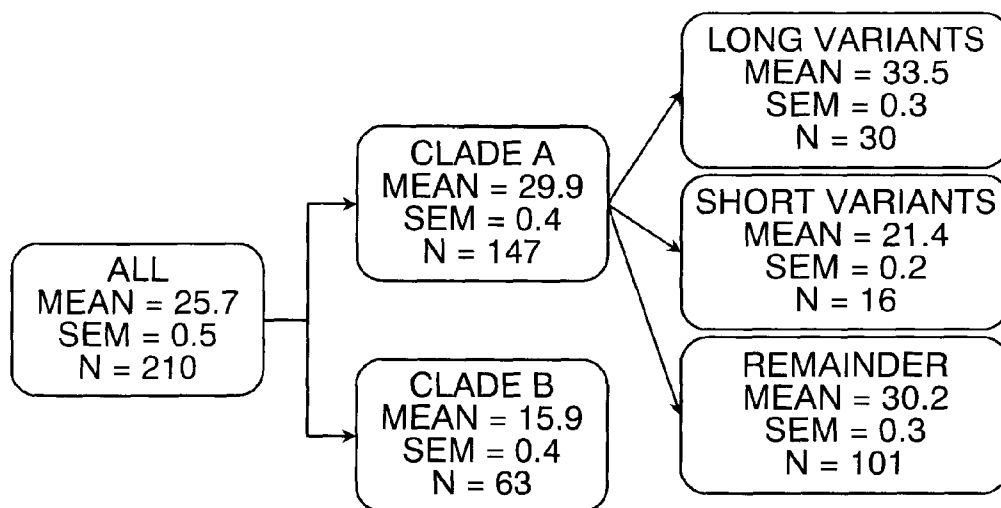 ALL
MEAN = 25.7
SEM = 0.5
N = 210
CLADE A
MEAN = 29.9
SEM = 0.4
N = 147
CLADE B
MEAN = 15.9
SEM = 0.4
N = 63
LONG VARIANTS
MEAN = 33.5
SEM = 0.3
N = 30
SHORT VARIANTS
MEAN = 21.4
SEM = 0.2
N = 16
REMAINDER
MEAN = 30.2
SEM = 0.3
N = 101